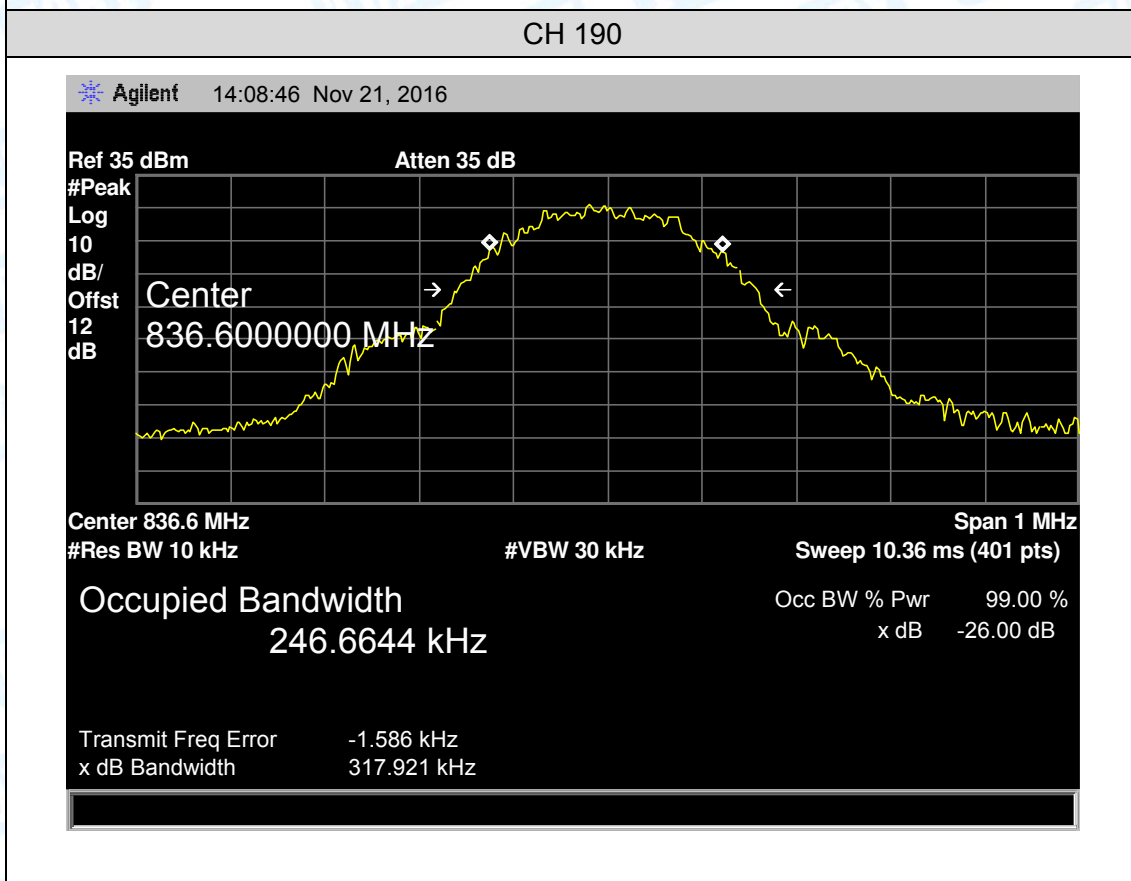 CH 190
Agilent 14:08:46 Nov 21, 2016
Ref 35 dBm Atten 35 dB
#Peak
Log
10
dB/
Offst
12
dB
Center
836.6000000 MHz
Center 836.6 MHz Span 1 MHz
#Res BW 10 kHz #VBW 30 kHz Sweep 10.36 ms (401 pts)
Occupied Bandwidth Occ BW % Pwr 99.00 %
246.6644 kHz x dB -26.00 dB
Transmit Freq Error -1.586 kHz
x dB Bandwidth 317.921 kHz